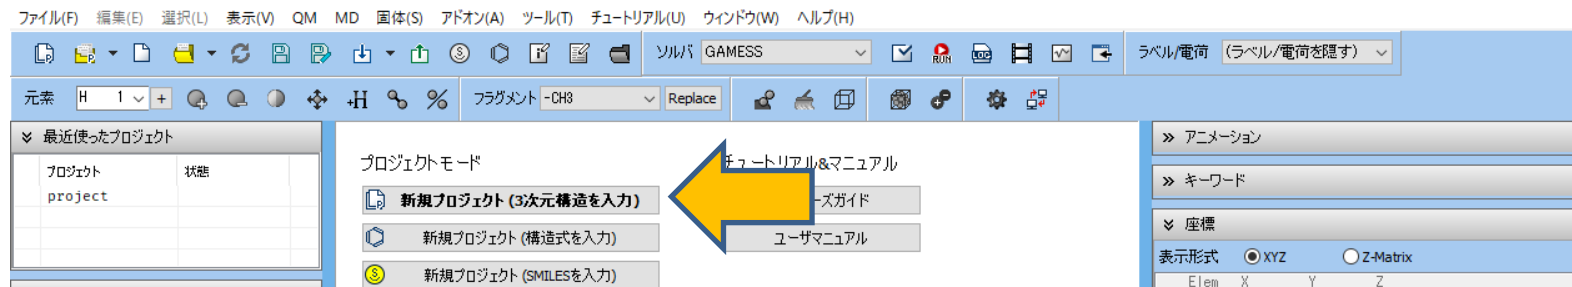 ファイル(F) 編集(E) 選択(L) 表示(V) QM MD 固体(S) アドオン(A) ツール(T) チュートリアル(U) ウィンドウ(W) ヘルプ(H)
ソルバ GAMESS RUN LOG ラベル/電荷 (ラベル/電荷を隠す)
元素 H 1 + +H フラグメント -CH3 Replace
最近使ったプロジェクト
プロジェクト 状態
project
プロジェクトモード
新規プロジェクト (3次元構造を入力)
新規プロジェクト (構造式を入力)
新規プロジェクト (SMILESを入力)
チュートリアル&マニュアル
ーズガイド
ユーザマニュアル
アニメーション
キーワード
座標
表示形式 XYZ Z-Matrix
Elem X Y Z